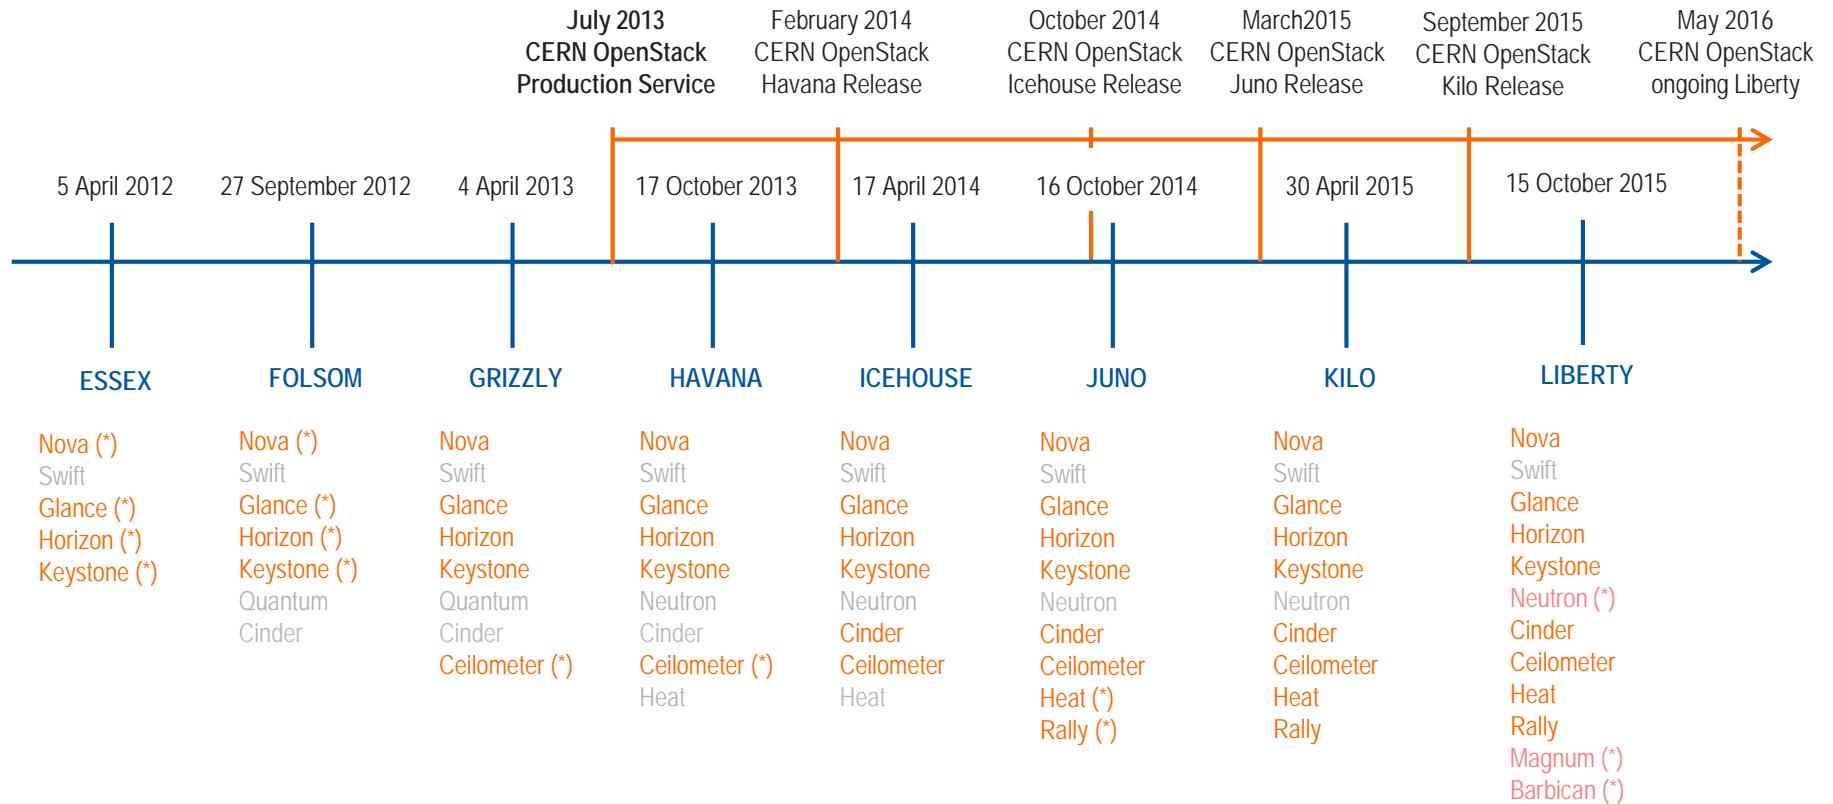 July 2013
CERN OpenStack
Production Service
February 2014
CERN OpenStack
Havana Release
October 2014
CERN OpenStack
Icehouse Release
March2015
CERN OpenStack
Juno Release
September 2015
CERN OpenStack
Kilo Release
May 2016
CERN OpenStack
ongoing Liberty
5 April 2012
27 September 2012
4 April 2013
17 October 2013
17 April 2014
16 October 2014
30 April 2015
15 October 2015
ESSEX
Nova (*)
Swift
Glance (*)
Horizon (*)
Keystone (*)
FOLSOM
Nova (*)
Swift
Glance (*)
Horizon (*)
Keystone (*)
Quantum
Cinder
GRIZZLY
Nova
Swift
Glance
Horizon
Keystone
Quantum
Cinder
Ceilometer (*)
HAVANA
Nova
Swift
Glance
Horizon
Keystone
Neutron
Cinder
Ceilometer (*)
Heat
ICEHOUSE
Nova
Swift
Glance
Horizon
Keystone
Neutron
Cinder
Ceilometer
Heat
JUNO
Nova
Swift
Glance
Horizon
Keystone
Neutron
Cinder
Ceilometer
Heat (*)
Rally (*)
KILO
Nova
Swift
Glance
Horizon
Keystone
Neutron
Cinder
Ceilometer
Heat
Rally
LIBERTY
Nova
Swift
Glance
Horizon
Keystone
Neutron (*)
Cinder
Ceilometer
Heat
Rally
Magnum (*)
Barbican (*)